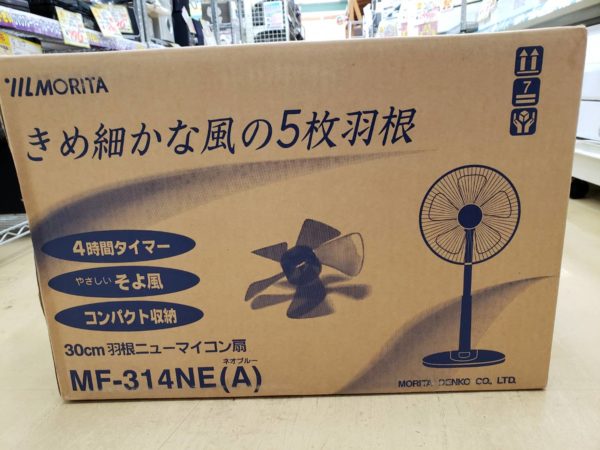 MORITA
きめ細かな風の5枚羽根
7
4時間タイマー
やさしい そよ風
コンパクト収納
30cm 羽根ニューマイコン扇
ネオブルー
MF-314NE(A)
MORITA DENKO CO., LTD.